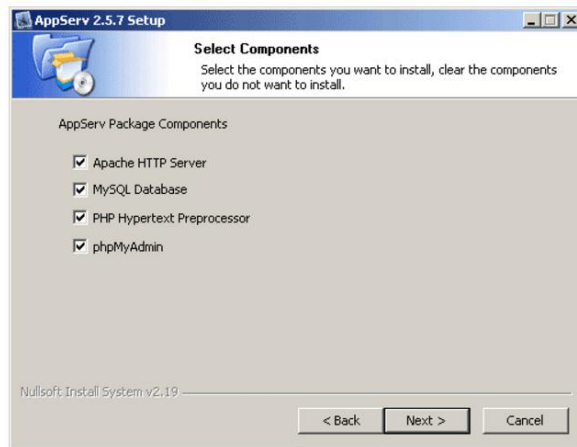 AppServ 2.5.7 Setup
Select Components
Select the components you want to install, clear the components
you do not want to install.
AppServ Package Components
Apache HTTP Server
MySQL Database
PHP Hypertext Preprocessor
phpMyAdmin
Nullsoft Install System v2.19
< Back Next > Cancel